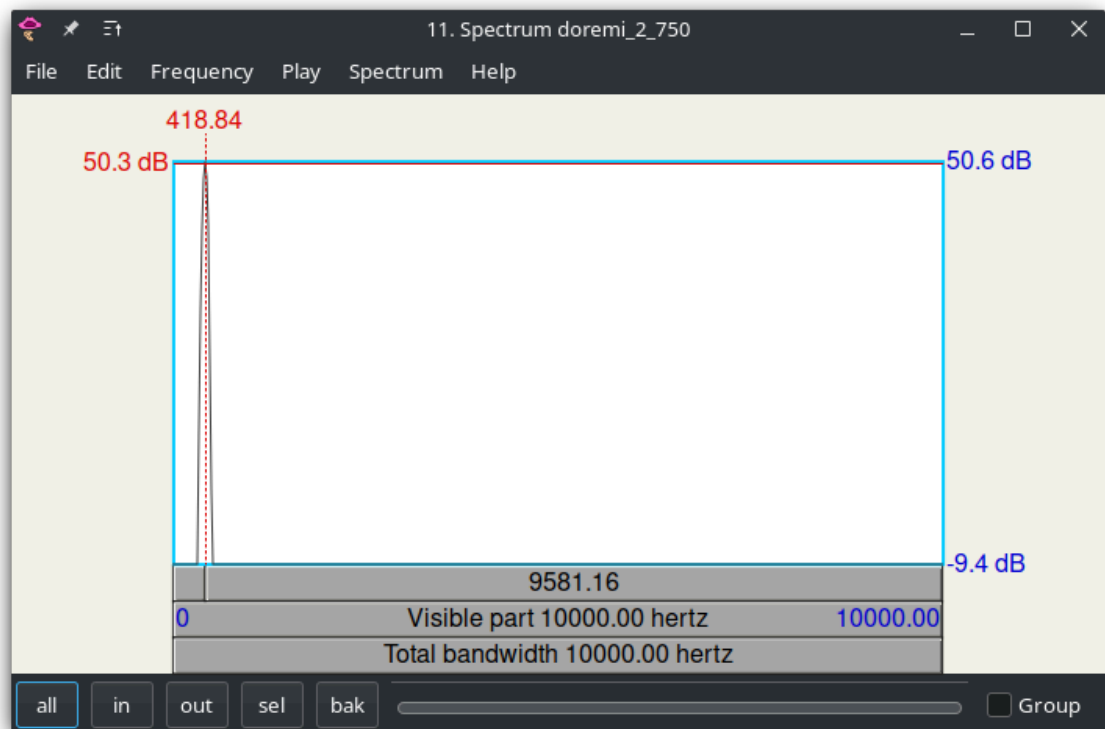 11. Spectrum doremi_2_750
File Edit Frequency Play Spectrum Help
418.84
50.3 dB 50.6 dB
-9.4 dB
9581.16
0 Visible part 10000.00 hertz 10000.00
Total bandwidth 10000.00 hertz
all in out sel bak Group